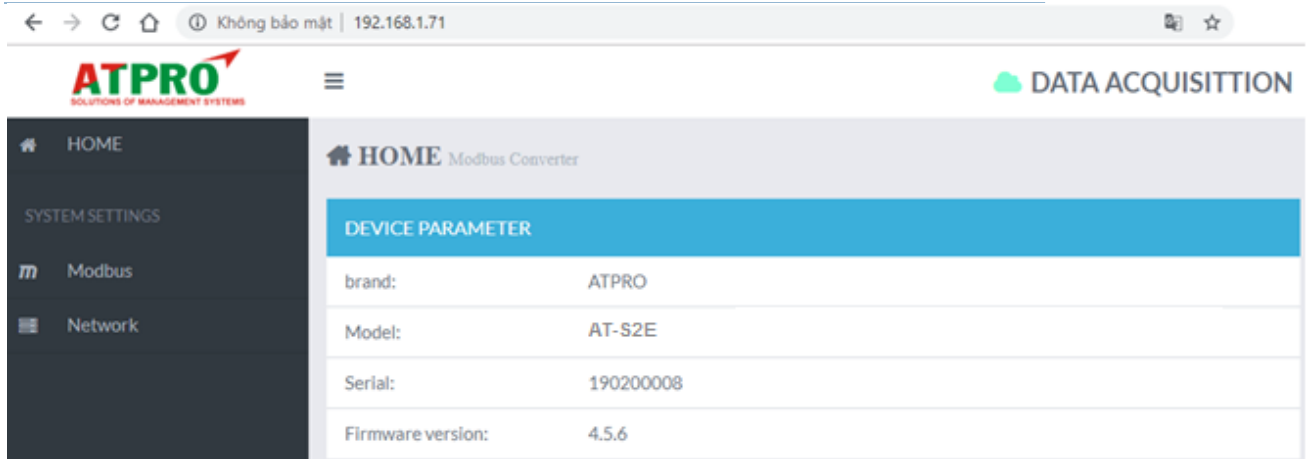 Không bảo mật | 192.168.1.71
ATPRO
SOLUTIONS OF MANAGEMENT SYSTEMS
DATA ACQUISITTION
HOME
HOME Modbus Converter
SYSTEM SETTINGS
DEVICE PARAMETER
Modbus
brand: ATPRO
Network
Model: AT-S2E
Serial: 190200008
Firmware version: 4.5.6